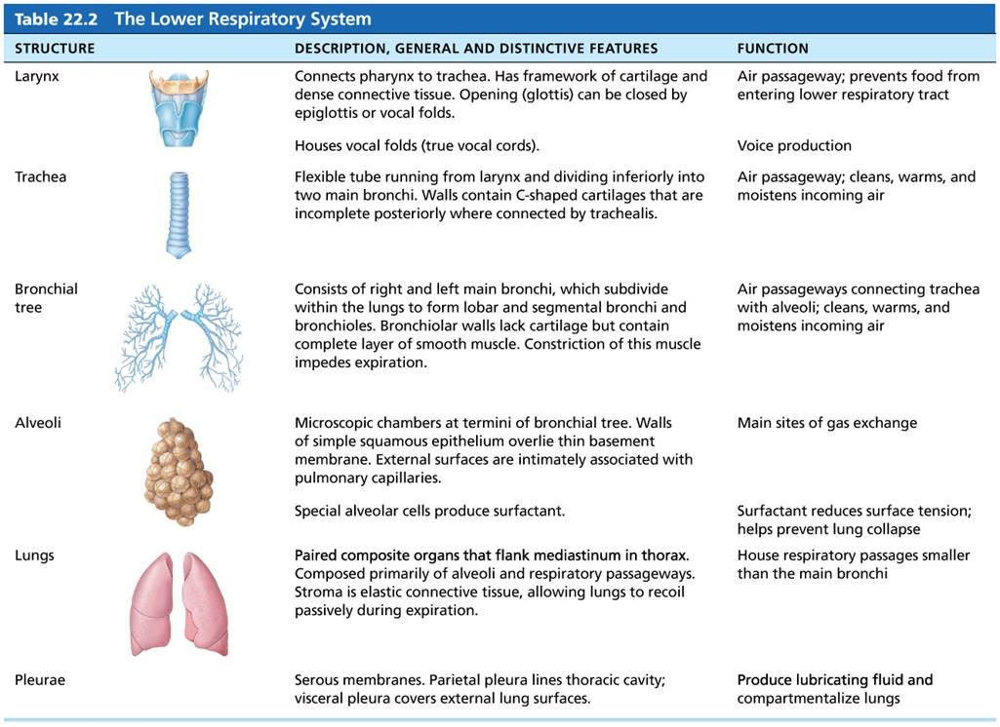 Table 22.2 The Lower Respiratory System
STRUCTURE DESCRIPTION, GENERAL AND DISTINCTIVE FEATURES FUNCTION
Larynx
Connects pharynx to trachea. Has framework of cartilage and
dense connective tissue. Opening (glottis) can be closed by
epiglottis or vocal folds.
Air passageway; prevents food from
entering lower respiratory tract
Houses vocal folds (true vocal cords).
Voice production
Trachea
Flexible tube running from larynx and dividing inferiorly into
two main bronchi. Walls contain C-shaped cartilages that are
incomplete posteriorly where connected by trachealis.
Air passageway; cleans, warms, and
moistens incoming air
Bronchial
tree
Consists of right and left main bronchi, which subdivide
within the lungs to form lobar and segmental bronchi and
bronchioles. Bronchiolar walls lack cartilage but contain
complete layer of smooth muscle. Constriction of this muscle
impedes expiration.
Air passageways connecting trachea
with alveoli; cleans, warms, and
moistens incoming air
Alveoli
Microscopic chambers at termini of bronchial tree. Walls
of simple squamous epithelium overlie thin basement
membrane. External surfaces are intimately associated with
pulmonary capillaries.
Main sites of gas exchange
Special alveolar cells produce surfactant.
Surfactant reduces surface tension;
helps prevent lung collapse
Lungs
Paired composite organs that flank mediastinum in thorax.
Composed primarily of alveoli and respiratory passageways.
Stroma is elastic connective tissue, allowing lungs to recoil
passively during expiration.
House respiratory passages smaller
than the main bronchi
Pleurae
Serous membranes. Parietal pleura lines thoracic cavity;
visceral pleura covers external lung surfaces.
Produce lubricating fluid and
compartmentalize lungs